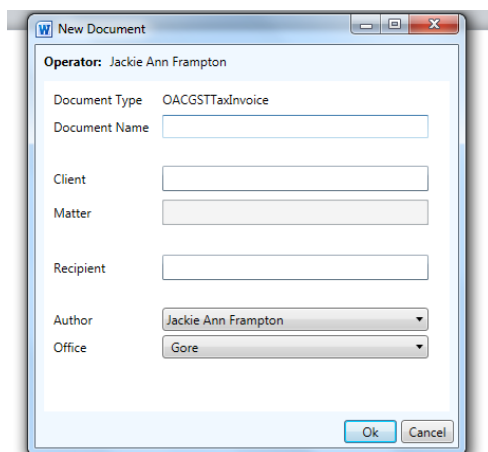 New Document
Operator: Jackie Ann Frampton
Document Type OACGSTTaxInvoice
Document Name
Client
Matter
Recipient
Author Jackie Ann Frampton
Office Gore
Ok Cancel